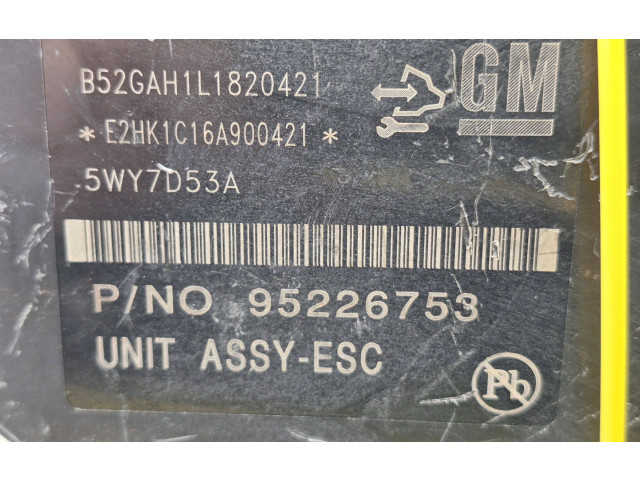 B52GAH1L1820421
*E2HK1C16A900421*
5WY7D53A
GM
P/NO 95226753
UNIT ASSY-ESC
Pb